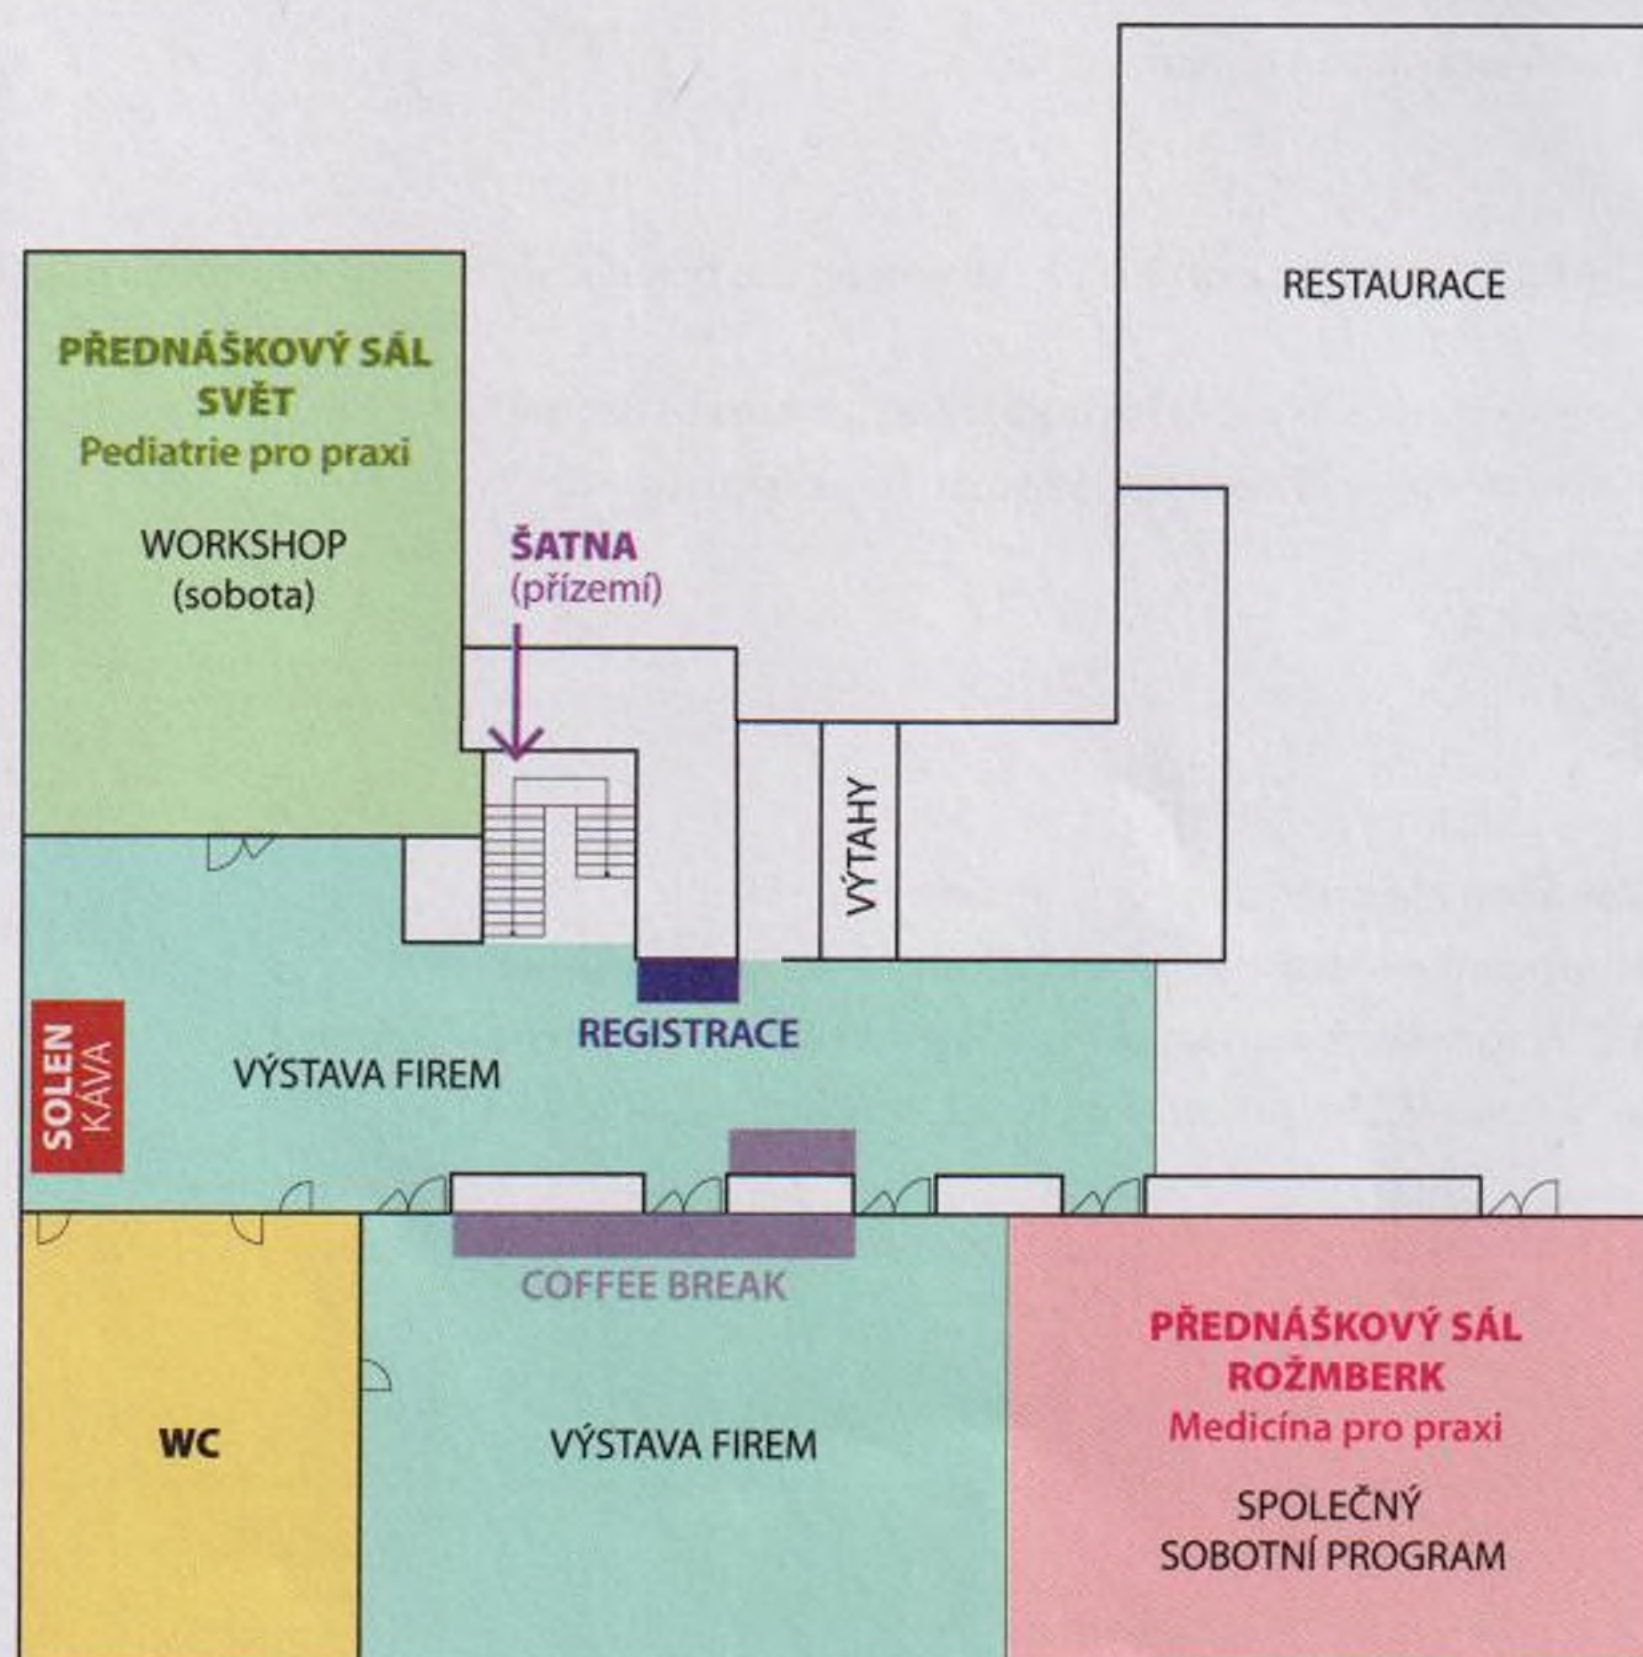 RESTAURACE
PŘEDNÁŠKOVÝ SÁL
SVĚT
Pediatrie pro praxi
WORKSHOP
(sobota)
ŠATNA
(přízemí)
VÝTAHY
REGISTRACE
SOLEN
KÁVA
VÝSTAVA FIREM
COFFEE BREAK
WC
VÝSTAVA FIREM
PŘEDNÁŠKOVÝ SÁL
ROŽMBERK
Medicína pro praxi
SPOLEČNÝ
SOBOTNÍ PROGRAM